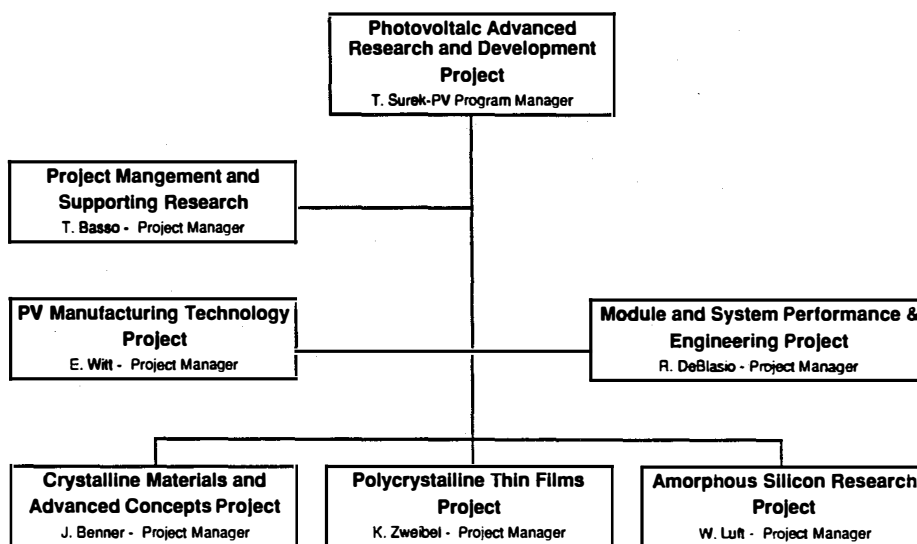 Photovoltaic Advanced
Research and Development
Project
T. Surek-PV Program Manager
Project Mangement and
Supporting Research
T. Basso - Project Manager
PV Manufacturing Technology
Project
E. Witt - Project Manager
Module and System Performance &
Engineering Project
R. DeBlasio - Project Manager
Crystalline Materials and
Advanced Concepts Project
J. Benner - Project Manager
Polycrystalline Thin Films
Project
K. Zweibel - Project Manager
Amorphous Silicon Research
Project
W. Luft - Project Manager